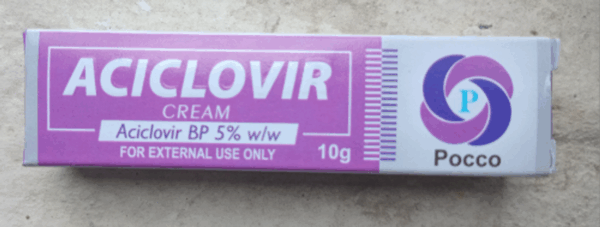 ACICLOVIR
CREAM
Aciclovir BP 5% w/w
FOR EXTERNAL USE ONLY
10g
P
Pocco